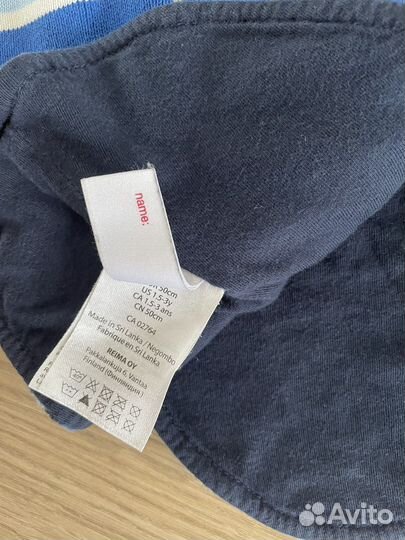 name:
50cm
US 1.5-3y
CA 1.5-3 ans
CN 50cm
CA 02764
Made in Sri Lanka / Negombo
Fabriqué en Sri Lanka
REIMA OY
Pakkalankuja 6, Vantaa
Finland (Финляндия)
Avito